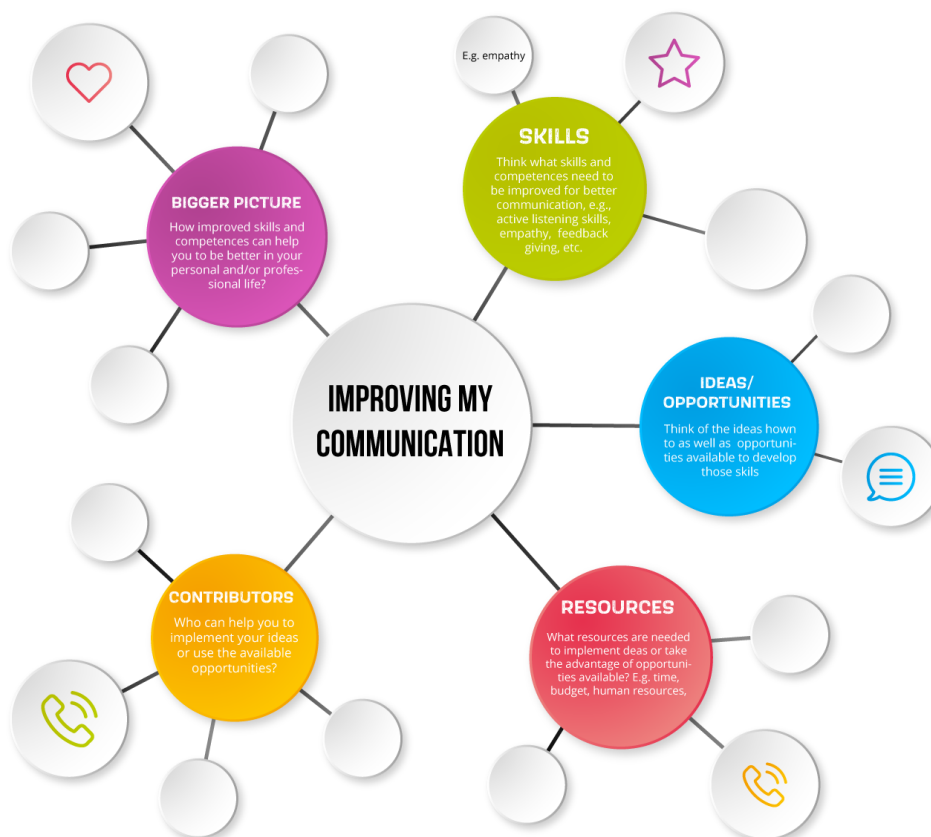 E.g. empathy
SKILLS
Think what skills and
competences need to
be improved for better
communication, e.g.,
active listening skills,
empathy, feedback
giving, etc.
BIGGER PICTURE
How improved skills and
competences can help
you to be better in your
personal and/or profes-
sional life?
IMPROVING MY
COMMUNICATION
IDEAS/
OPPORTUNITIES
Think of the ideas hown
to as well as opportuni-
ties available to develop
those skils
CONTRIBUTORS
Who can help you to
implement your ideas
or use the available
opportunities?
RESOURCES
What resources are needed
to implement deas or take
the advantage of opportuni-
ties available? E.g. time,
budget, human resources,